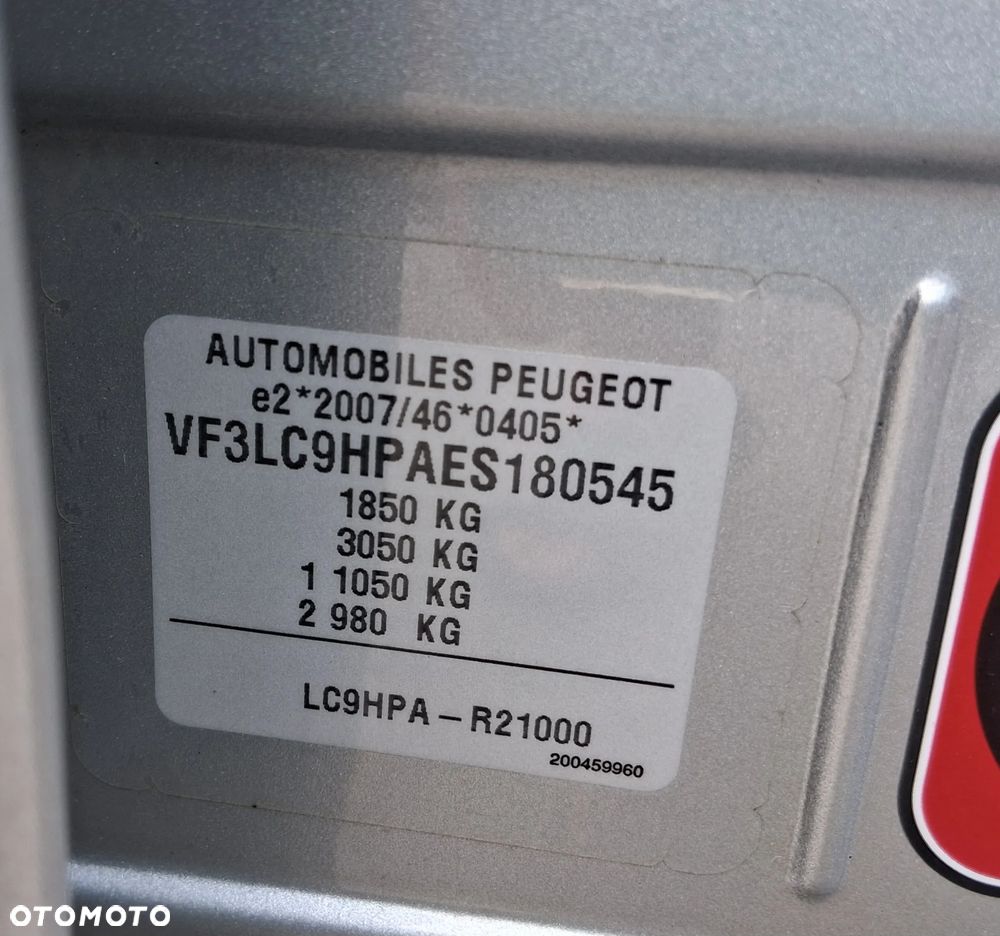 AUTOMOBILES PEUGEOT
e2*2007/46*0405*
VF3LC9HPAES180545
1850 KG
3050 KG
1 1050 KG
2 980 KG
LC9HPA - R21000
200459960
OTOMOTO